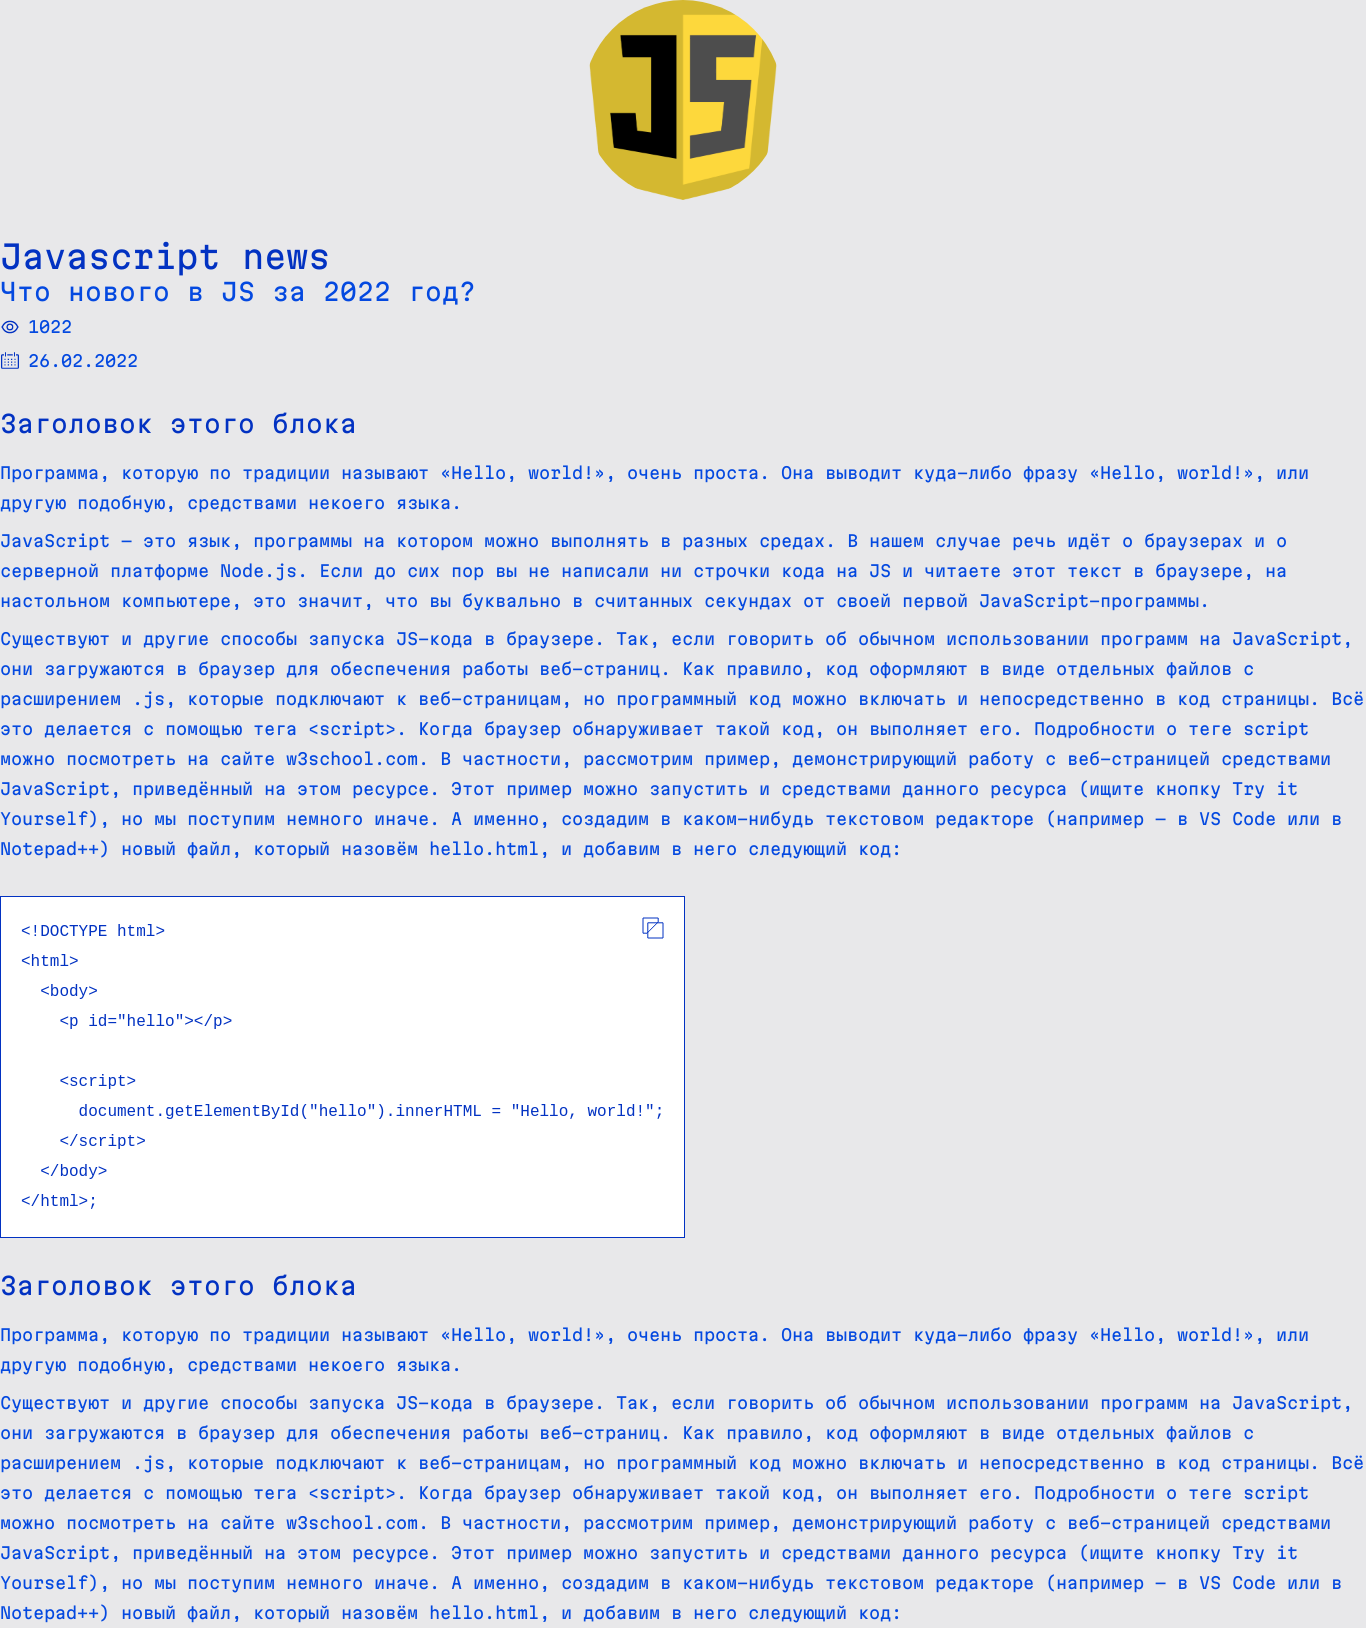 JS
Javascript news
Что нового в JS за 2022 год?
1022
26.02.2022
Заголовок этого блока
Программа, которую по традиции называют «Hello, world!», очень проста. Она выводит куда-либо фразу «Hello, world!», или
другую подобную, средствами некоего языка.
JavaScript — это язык, программы на котором можно выполнять в разных средах. В нашем случае речь идёт о браузерах и о
серверной платформе Node.js. Если до сих пор вы не написали ни строчки кода на JS и читаете этот текст в браузере, на
настольном компьютере, это значит, что вы буквально в считанных секундах от своей первой JavaScript-программы.
Существуют и другие способы запуска JS-кода в браузере. Так, если говорить об обычном использовании программ на JavaScript,
они загружаются в браузер для обеспечения работы веб-страниц. Как правило, код оформляют в виде отдельных файлов с
расширением .js, которые подключают к веб-страницам, но программный код можно включать и непосредственно в код страницы. Всё
это делается с помощью тега <script>. Когда браузер обнаруживает такой код, он выполняет его. Подробности о теге script
можно посмотреть на сайте w3school.com. В частности, рассмотрим пример, демонстрирующий работу с веб-страницей средствами
JavaScript, приведённый на этом ресурсе. Этот пример можно запустить и средствами данного ресурса (ищите кнопку Try it
Yourself), но мы поступим немного иначе. А именно, создадим в каком-нибудь текстовом редакторе (например — в VS Code или в
Notepad++) новый файл, который назовём hello.html, и добавим в него следующий код:
<!DOCTYPE html>
<html>
  <body>
    <p id="hello"></p>
    <script>
      document.getElementById("hello").innerHTML = "Hello, world!";
    </script>
  </body>
</html>;
Заголовок этого блока
Программа, которую по традиции называют «Hello, world!», очень проста. Она выводит куда-либо фразу «Hello, world!», или
другую подобную, средствами некоего языка.
Существуют и другие способы запуска JS-кода в браузере. Так, если говорить об обычном использовании программ на JavaScript,
они загружаются в браузер для обеспечения работы веб-страниц. Как правило, код оформляют в виде отдельных файлов с
расширением .js, которые подключают к веб-страницам, но программный код можно включать и непосредственно в код страницы. Всё
это делается с помощью тега <script>. Когда браузер обнаруживает такой код, он выполняет его. Подробности о теге script
можно посмотреть на сайте w3school.com. В частности, рассмотрим пример, демонстрирующий работу с веб-страницей средствами
JavaScript, приведённый на этом ресурсе. Этот пример можно запустить и средствами данного ресурса (ищите кнопку Try it
Yourself), но мы поступим немного иначе. А именно, создадим в каком-нибудь текстовом редакторе (например — в VS Code или в
Notepad++) новый файл, который назовём hello.html, и добавим в него следующий код: